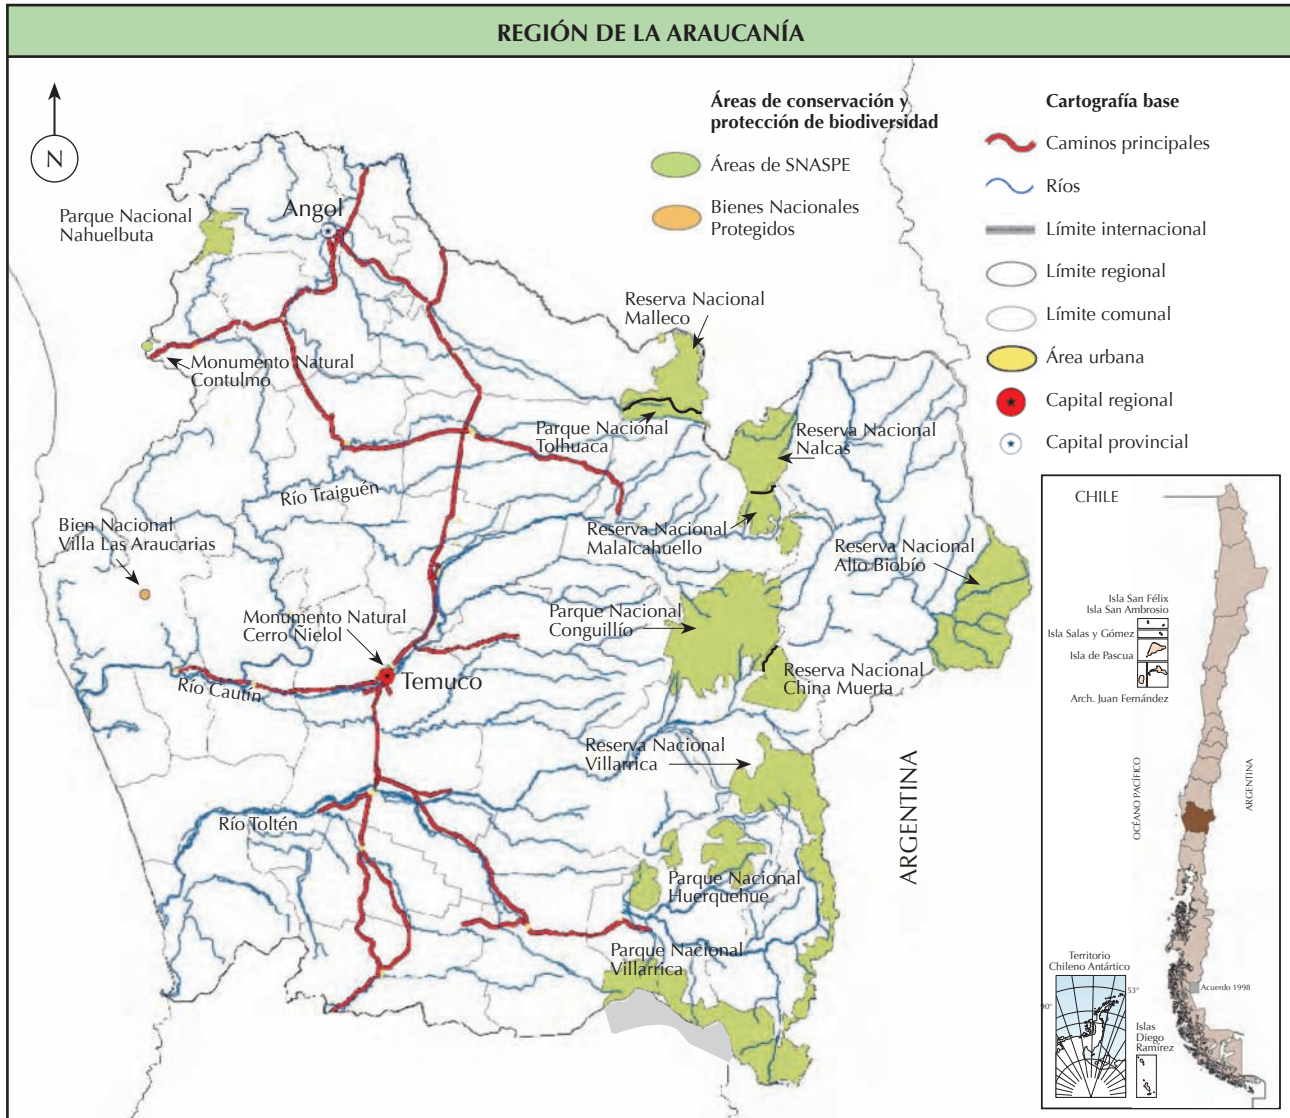 REGIÓN DE LA ARAUCANÍA
N
Áreas de conservación y
protección de biodiversidad
Áreas de SNASPE
Bienes Nacionales
Protegidos
Cartografía base
Caminos principales
Ríos
Límite internacional
Límite regional
Límite comunal
Área urbana
Capital regional
Capital provincial
Parque Nacional
Nahuelbuta
Angol
Reserva Nacional
Malleco
Monumento Natural
Contulmo
Parque Nacional
Tolhuaca
Reserva Nacional
Nalcas
Río Traiguén
Bien Nacional
Villa Las Araucarias
Reserva Nacional
Malalcahuello
Reserva Nacional
Alto Biobío
Monumento Natural
Cerro Ñielol
Parque Nacional
Conguillío
Temuco
Río Cautín
Reserva Nacional
China Muerta
Reserva Nacional
Villarrica
ARGENTINA
Río Toltén
Parque Nacional
Huerquehue
Parque Nacional
Villarrica
CHILE
Isla San Félix
Isla San Ambrosio
Isla Salas y Gómez
Isla de Pascua
Arch. Juan Fernández
OCÉANO PACÍFICO
ARGENTINA
Territorio
Chileno Antártico
90°
53°
Acuerdo 1998
Islas
Diego
Ramírez